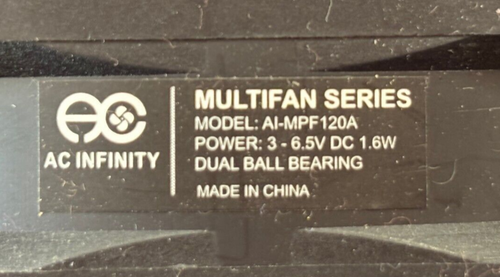 AC INFINITY
MULTIFAN SERIES
MODEL: AI-MPF120A
POWER: 3 - 6.5V DC 1.6W
DUAL BALL BEARING
MADE IN CHINA